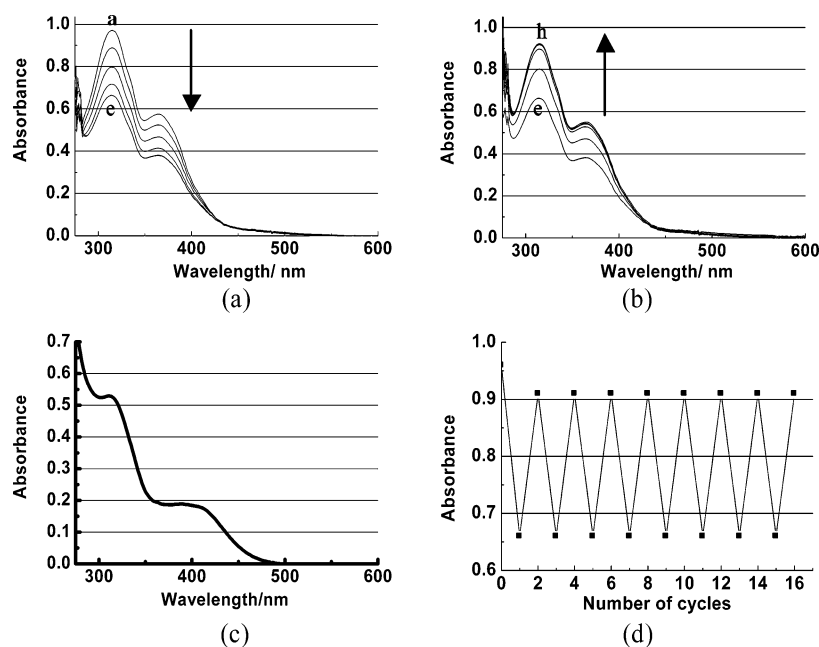 1.0
0.8
0.6
0.4
0.2
0.0
Absorbance
a
e
300 400 500 600
Wavelength/ nm
(a)
1.0
0.8
0.6
0.4
0.2
0.0
Absorbance
h
e
300 400 500 600
Wavelength/ nm
(b)
0.7
0.6
0.5
0.4
0.3
0.2
0.1
0.0
Absorbance
300 400 500 600
Wavelength/nm
(c)
1.0
0.9
0.8
0.7
0.6
Absorbance
0 2 4 6 8 10 12 14 16
Number of cycles
(d)